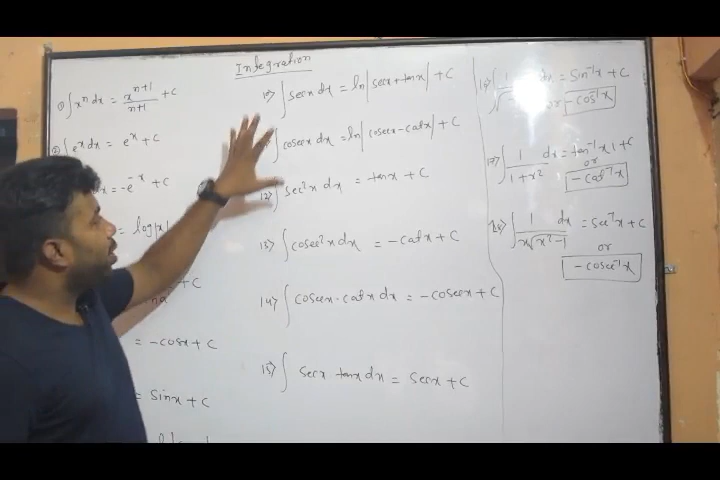 Integration
1) ∫ xⁿ dx = xⁿ⁺¹/n+1 + C
2) ∫ eˣ dx = eˣ + C
= -e⁻ˣ + C
= log|x|
+ C
= -cosx + C
= sinx + C
10) ∫ secx dx = ln|secx+tanx| + C
∫ cosecx dx = ln|cosecx-cotx| + C
12) ∫ sec²x dx = tanx + C
13) ∫ cosec²x dx = -cotx + C
14) ∫ cosecx-cotx dx = -cosecx + C
15) ∫ secx tanx dx = secx + C
dx = Sin⁻¹x + C
or -cos⁻¹x
17) ∫ 1/1+x² dx = tan⁻¹x + C
or
-cot⁻¹x
18) ∫ 1/x√x²-1 dx = sec⁻¹x + C
or
-cosec⁻¹x